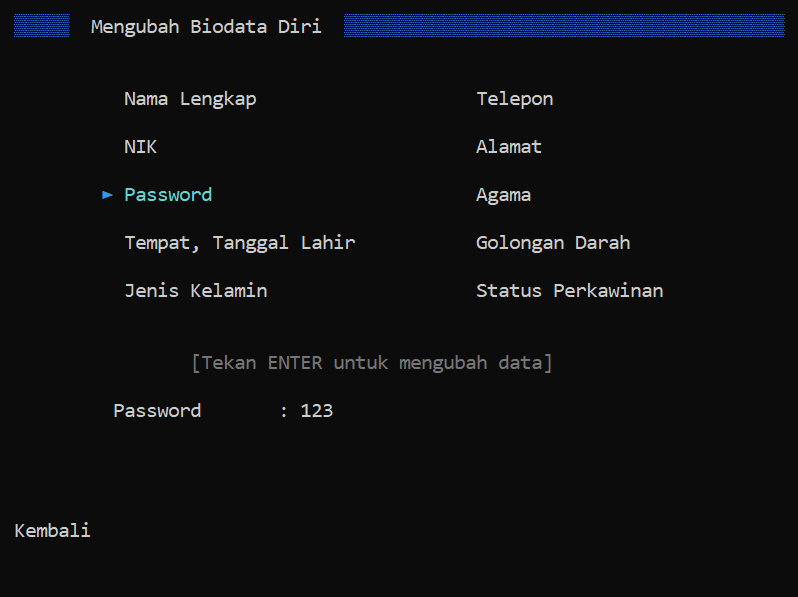 Mengubah Biodata Diri
Nama Lengkap Telepon
NIK Alamat
► Password Agama
Tempat, Tanggal Lahir Golongan Darah
Jenis Kelamin Status Perkawinan
[Tekan ENTER untuk mengubah data]
Password : 123
Kembali